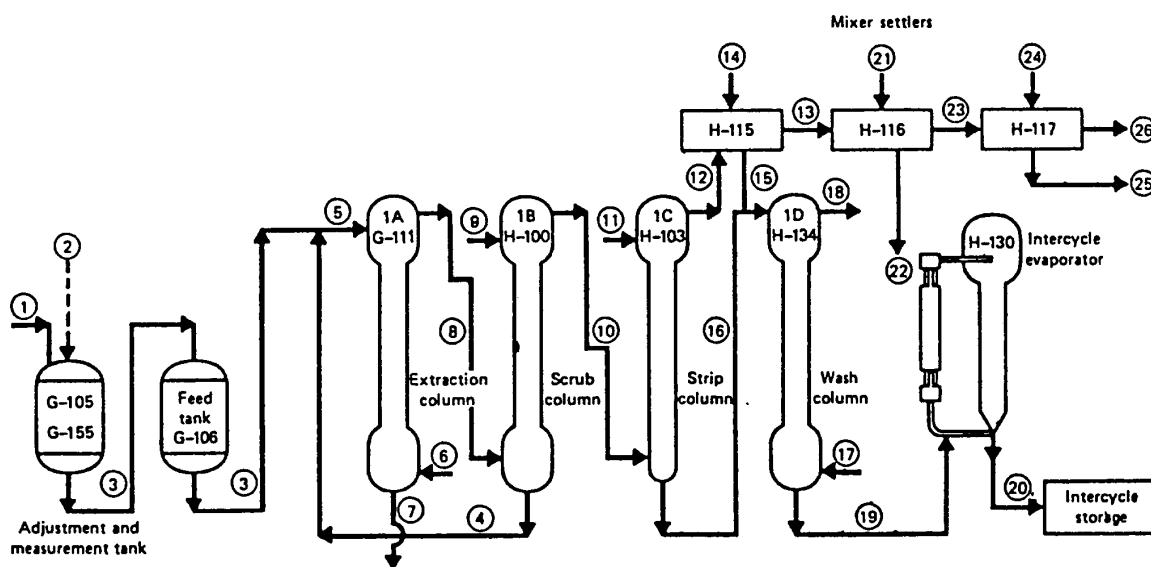 Mixer settlers
14
21
24
H-115
13
H-116
23
H-117
26
12
15
25
5
1A
G-111
9
1B
H-100
11
1C
H-103
1D
H-134
18
22
H-130
Intercycle
evaporator
2
1
8
10
16
G-105
G-155
Feed
tank
G-106
Extraction
column
Scrub
column
Strip
column
Wash
column
3
3
6
17
7
4
19
20
Intercycle
storage
Adjustment and
measurement tank